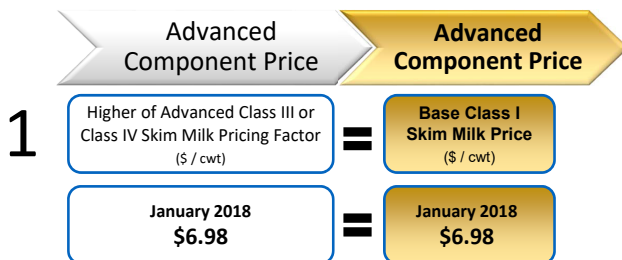 Advanced
Component Price
Advanced
Component Price
1
Higher of Advanced Class III or
Class IV Skim Milk Pricing Factor
($ / cwt)
=
Base Class I
Skim Milk Price
($ / cwt)
January 2018
$6.98
=
January 2018
$6.98